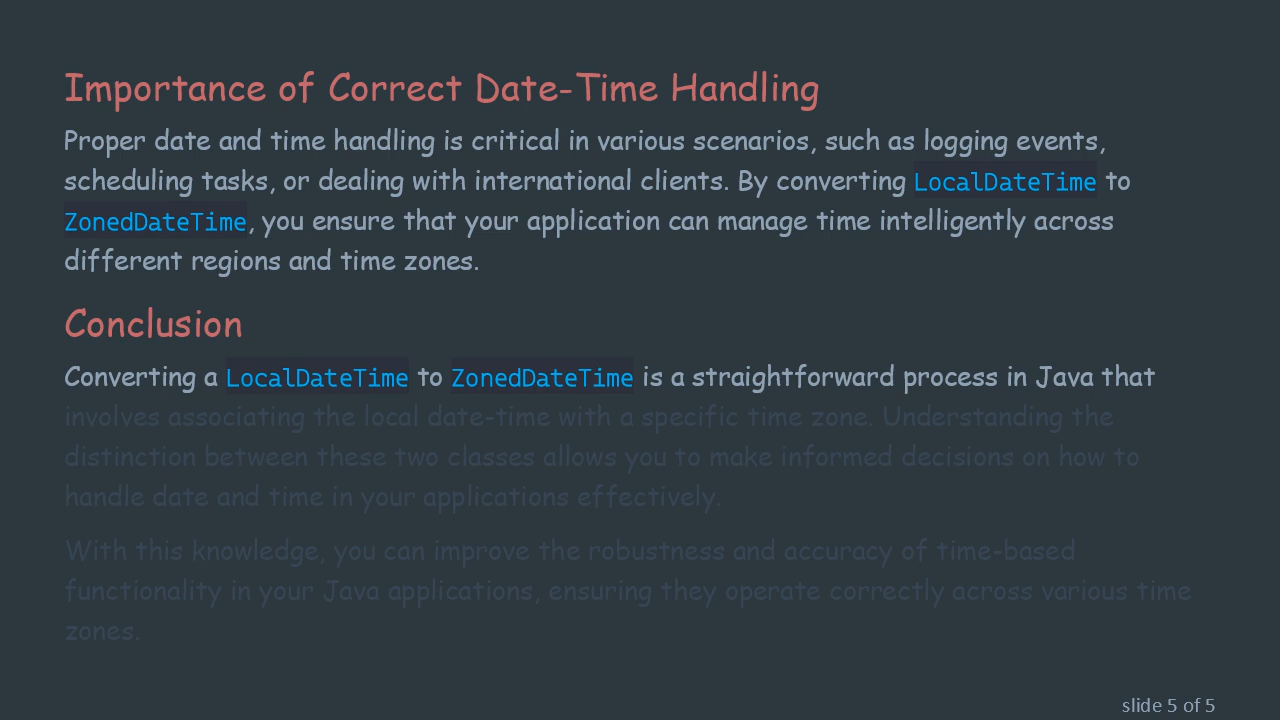 Importance of Correct Date-Time Handling
Proper date and time handling is critical in various scenarios, such as logging events,
scheduling tasks, or dealing with international clients. By converting LocalDateTime to
ZonedDateTime, you ensure that your application can manage time intelligently across
different regions and time zones.
Conclusion
Converting a LocalDateTime to ZonedDateTime is a straightforward process in Java that
involves associating the local date-time with a specific time zone. Understanding the
distinction between these two classes allows you to make informed decisions on how to
handle date and time in your applications effectively.
With this knowledge, you can improve the robustness and accuracy of time-based
functionality in your Java applications, ensuring they operate correctly across various time
zones.
slide 5 of 5